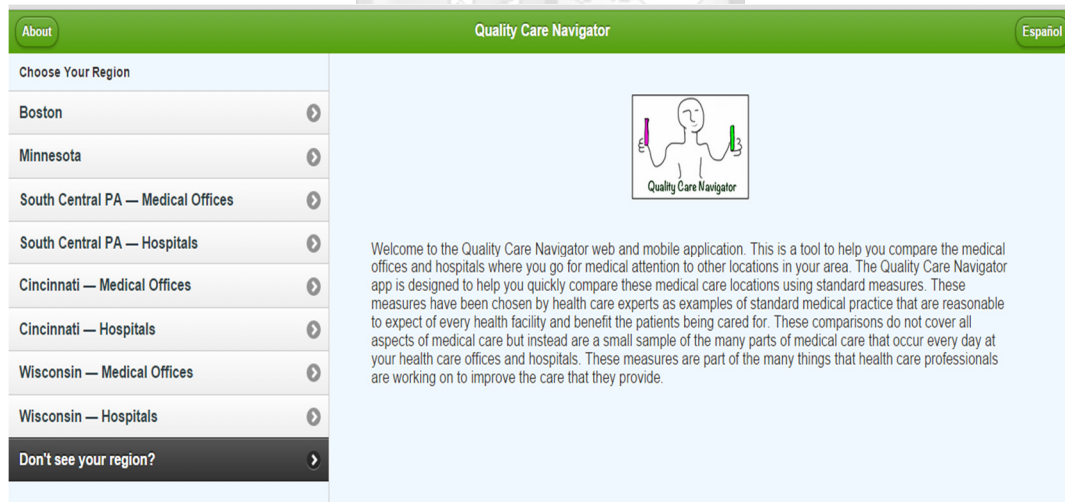 About
Quality Care Navigator
Español
Choose Your Region
Boston
Minnesota
South Central PA — Medical Offices
South Central PA — Hospitals
Cincinnati — Medical Offices
Cincinnati — Hospitals
Wisconsin — Medical Offices
Wisconsin — Hospitals
Don't see your region?
Quality Care Navigator
Welcome to the Quality Care Navigator web and mobile application. This is a tool to help you compare the medical
offices and hospitals where you go for medical attention to other locations in your area. The Quality Care Navigator
app is designed to help you quickly compare these medical care locations using standard measures. These
measures have been chosen by health care experts as examples of standard medical practice that are reasonable
to expect of every health facility and benefit the patients being cared for. These comparisons do not cover all
aspects of medical care but instead are a small sample of the many parts of medical care that occur every day at
your health care offices and hospitals. These measures are part of the many things that health care professionals
are working on to improve the care that they provide.